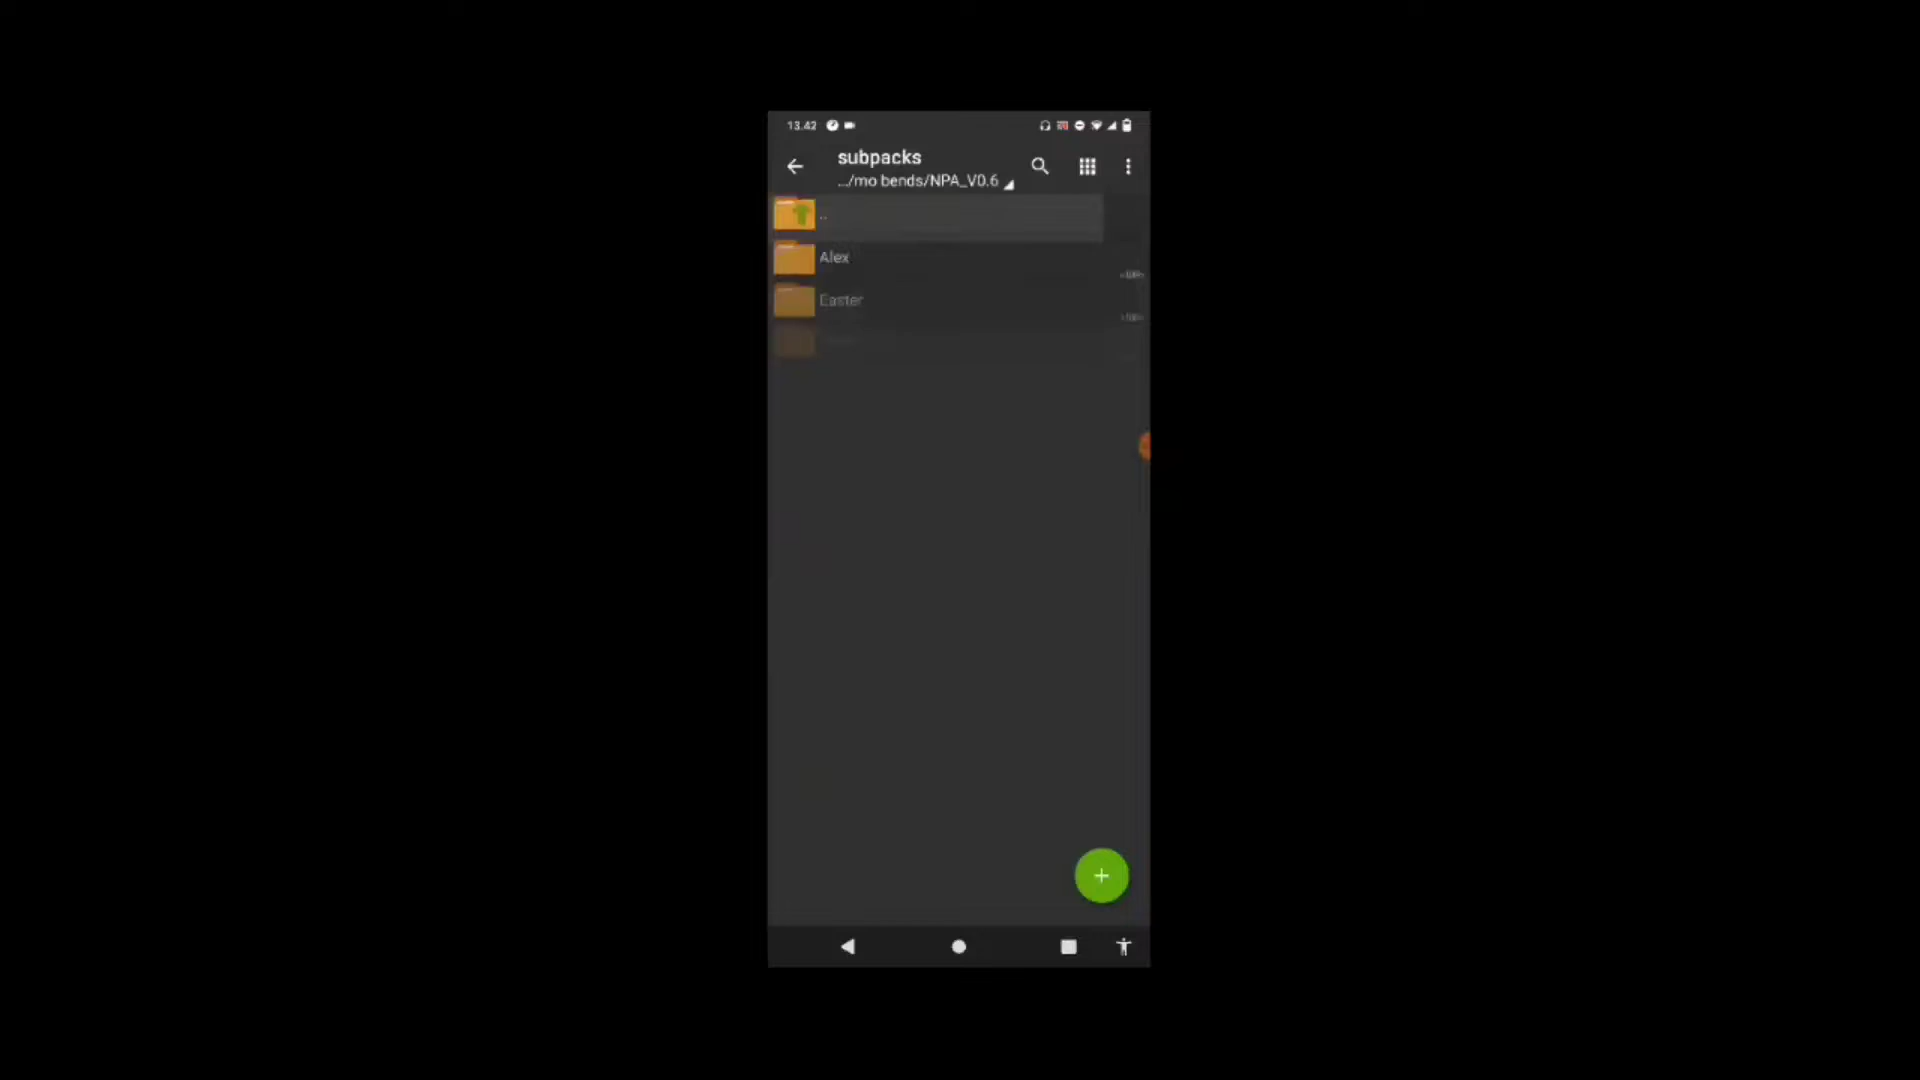 13.42
subpacks
.../mo bends/NPA_V0.6
..
Alex
Easter